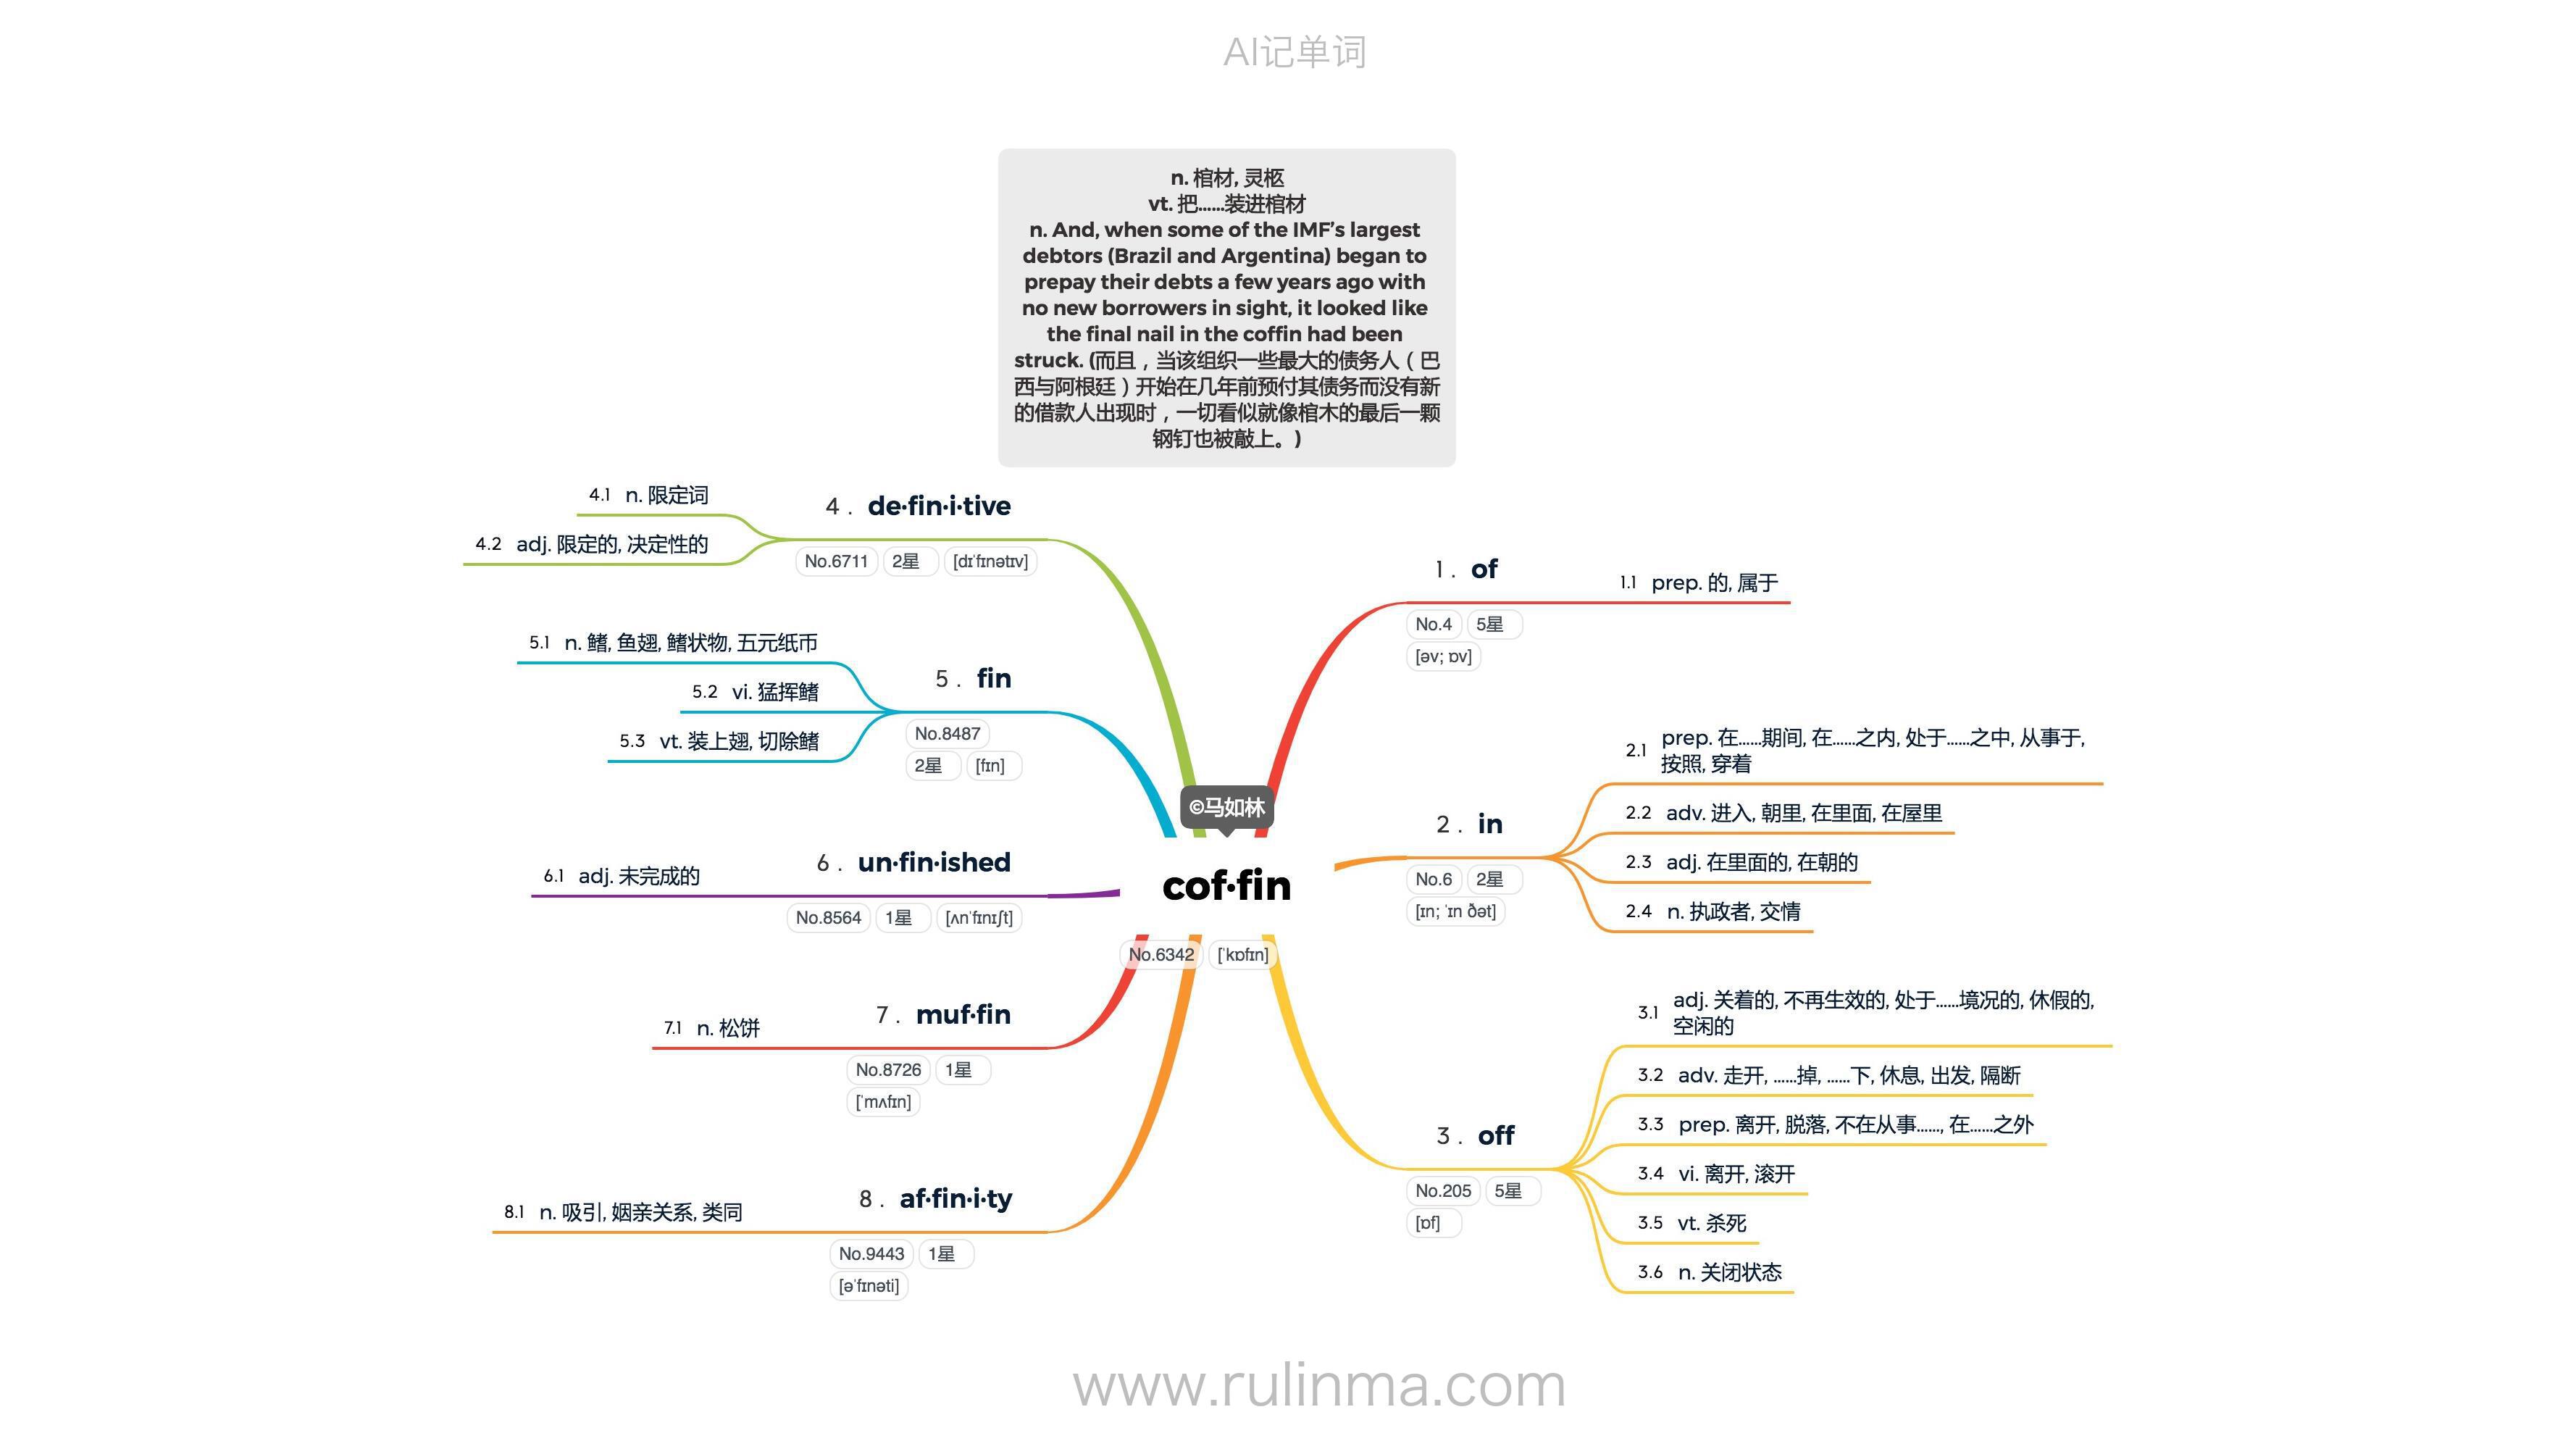 AI记单词
n. 棺材, 灵柩
vt. 把……装进棺材
n. And, when some of the IMF’s largest
debtors (Brazil and Argentina) began to
prepay their debts a few years ago with
no new borrowers in sight, it looked like
the final nail in the coffin had been
struck. (而且，当该组织一些最大的债务人（巴
西与阿根廷）开始在几年前预付其债务而没有新
的借款人出现时，一切看似就像棺木的最后一颗
钢钉也被敲上。)
©马如林
cof·fin
No.6342 [ˈkɒfɪn]
1. of
No.4 5星
[əv; ɒv]
1.1 prep. 的, 属于
2. in
No.6 2星
[ɪn; ˈɪn ðət]
2.1 prep. 在……期间, 在……之内, 处于……之中, 从事于,
按照, 穿着
2.2 adv. 进入, 朝里, 在里面, 在屋里
2.3 adj. 在里面的, 在朝的
2.4 n. 执政者, 交情
3. off
No.205 5星
[ɒf]
3.1 adj. 关着的, 不再生效的, 处于……境况的, 休假的,
空闲的
3.2 adv. 走开, ……掉, ……下, 休息, 出发, 隔断
3.3 prep. 离开, 脱落, 不在从事……, 在……之外
3.4 vi. 离开, 滚开
3.5 vt. 杀死
3.6 n. 关闭状态
4. de·fin·i·tive
No.6711 2星 [dɪˈfɪnətɪv]
4.1 n. 限定词
4.2 adj. 限定的, 决定性的
5. fin
No.8487
2星 [fɪn]
5.1 n. 鳍, 鱼翅, 鳍状物, 五元纸币
5.2 vi. 猛挥鳍
5.3 vt. 装上翅, 切除鳍
6. un·fin·ished
No.8564 1星 [ʌnˈfɪnɪʃt]
6.1 adj. 未完成的
7. muf·fin
No.8726 1星
[ˈmʌfɪn]
7.1 n. 松饼
8. af·fin·i·ty
No.9443 1星
[əˈfɪnəti]
8.1 n. 吸引, 姻亲关系, 类同
www.rulinma.com